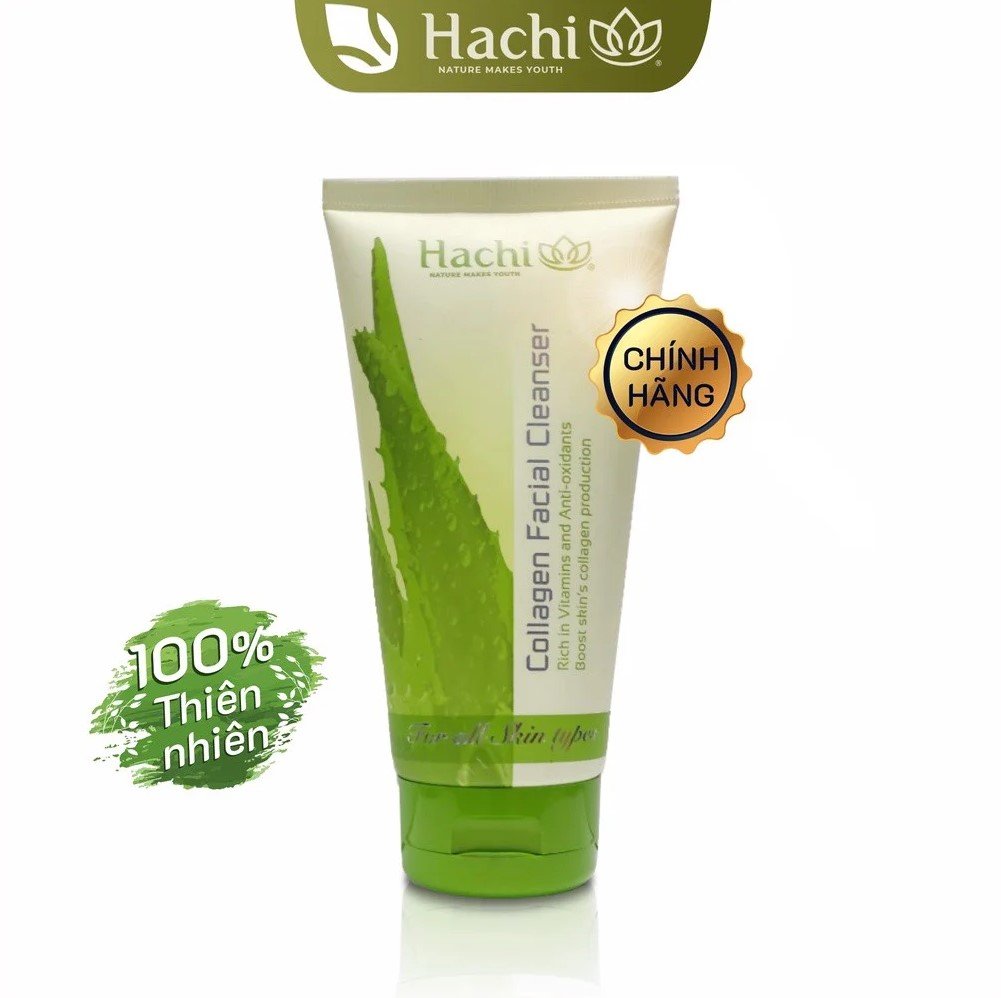 Hachi
NATURE MAKES YOUTH
®
Hachi
NATURE MAKES YOUTH
®
CHÍNH
HÃNG
Collagen Facial Cleanser
Rich in Vitamins and Anti-oxidants
Boost skin's collagen production
100%
Thiên
nhiên
For all Skin types